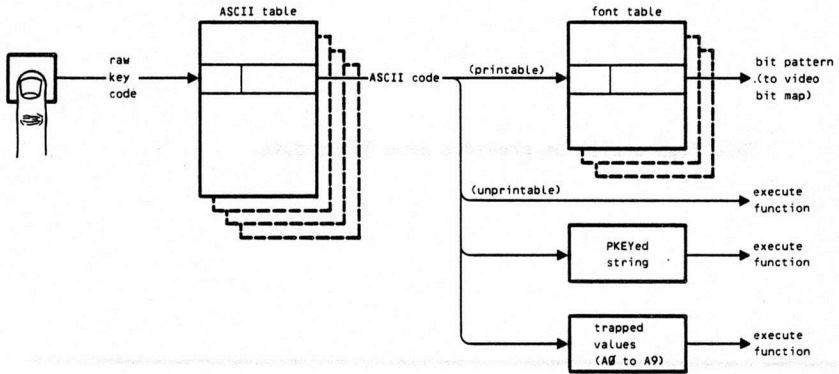 ASCII table
font table
raw
key
code
ASCII code
(printable)
bit pattern
(to video
bit map)
(unprintable)
execute
function
PKEYed
string
execute
function
trapped
values
(A0 to A9)
execute
function